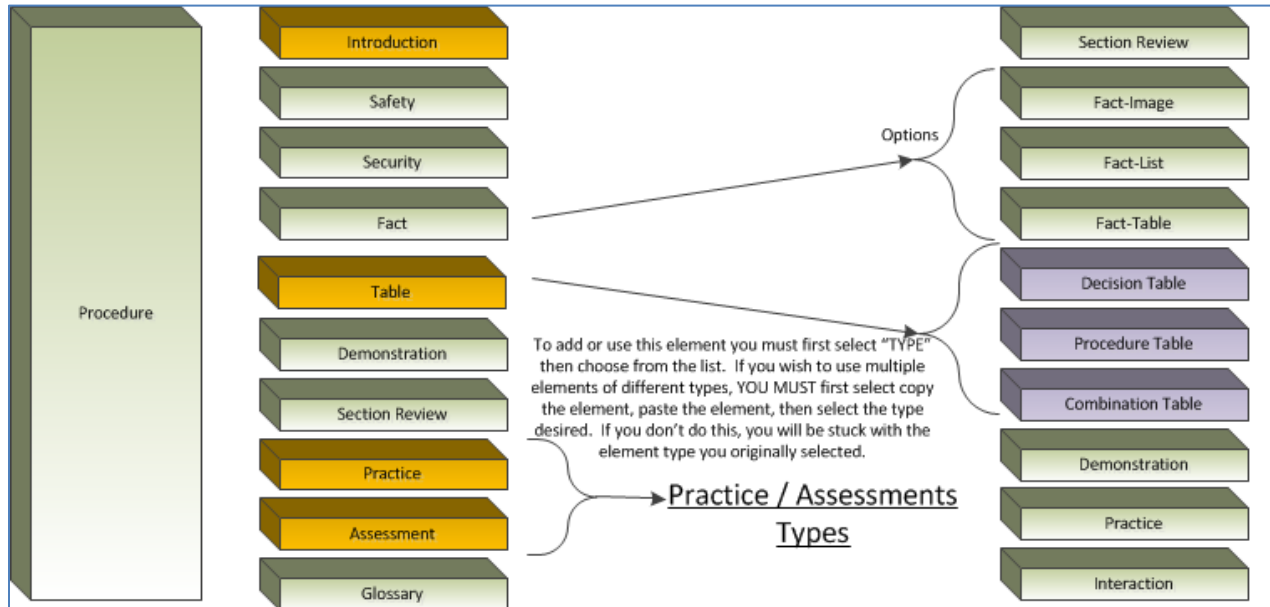 Procedure
Introduction
Safety
Security
Fact
Table
Demonstration
Section Review
Practice
Assessment
Glossary
Options
To add or use this element you must first select “TYPE”
then choose from the list.  If you wish to use multiple
elements of different types, YOU MUST first select copy
the element, paste the element, then select the type
desired.  If you don’t do this, you will be stuck with the
element type you originally selected.
Practice / Assessments
Types
Section Review
Fact-Image
Fact-List
Fact-Table
Decision Table
Procedure Table
Combination Table
Demonstration
Practice
Interaction